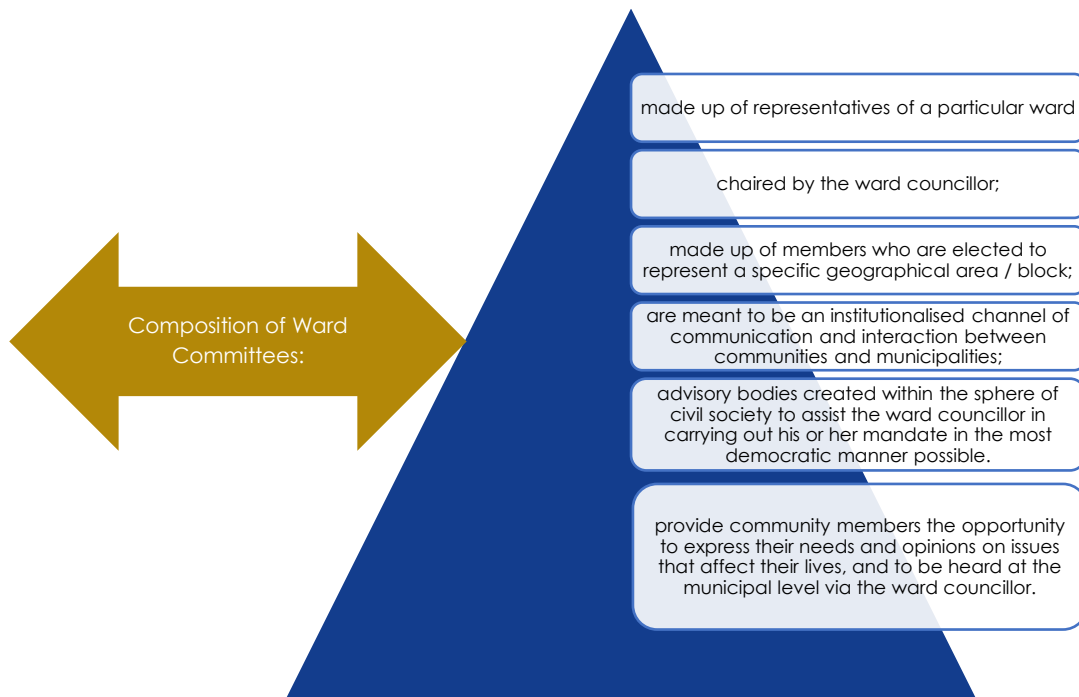 Composition of Ward
Committees:
made up of representatives of a particular ward
chaired by the ward councillor;
made up of members who are elected to
represent a specific geographical area / block;
are meant to be an institutionalised channel of
communication and interaction between
communities and municipalities;
advisory bodies created within the sphere of
civil society to assist the ward councillor in
carrying out his or her mandate in the most
democratic manner possible.
provide community members the opportunity
to express their needs and opinions on issues
that affect their lives, and to be heard at the
municipal level via the ward councillor.